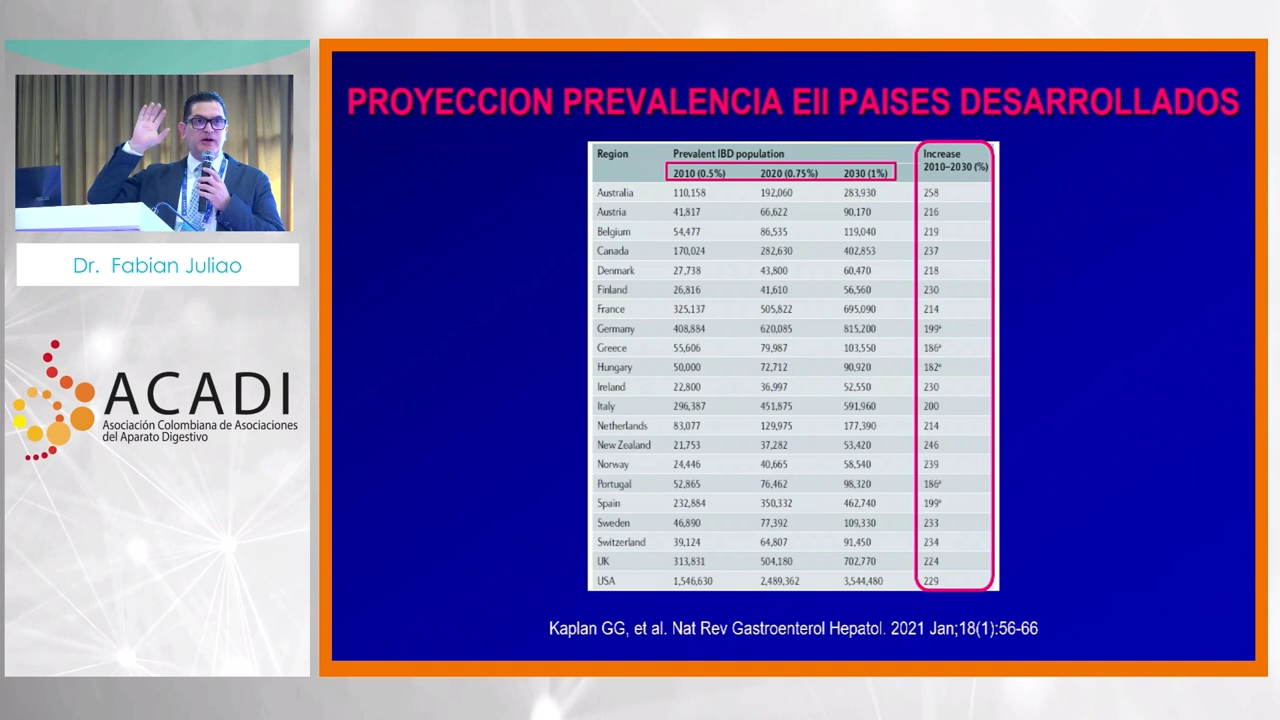 Dr. Fabian Juliao
ACADI
Asociación Colombiana de Asociaciones
del Aparato Digestivo
PROYECCION PREVALENCIA EII PAISES DESARROLLADOS
Region Prevalent IBD population Increase
2010 (0.5%) 2020 (0.75%) 2030 (1%) 2010–2030 (%)
Australia 110,158 192,060 283,930 258
Austria 41,817 66,622 90,170 216
Belgium 54,477 86,535 119,040 219
Canada 170,024 282,630 402,853 237
Denmark 27,738 43,800 60,470 218
Finland 26,816 41,610 56,560 230
France 325,137 505,822 695,090 214
Germany 408,884 620,085 815,200 199ᵃ
Greece 55,606 79,987 103,550 186ᵃ
Hungary 50,000 72,712 90,920 182ᵃ
Ireland 22,800 36,997 52,550 230
Italy 296,387 451,875 591,960 200
Netherlands 83,077 129,975 177,390 214
New Zealand 21,753 37,282 53,420 246
Norway 24,446 40,665 58,540 239
Portugal 52,865 76,462 98,320 186ᵃ
Spain 232,884 350,332 462,740 199ᵃ
Sweden 46,890 77,392 109,330 233
Switzerland 39,124 64,807 91,450 234
UK 313,831 504,180 702,770 224
USA 1,546,630 2,489,362 3,544,480 229
Kaplan GG, et al. Nat Rev Gastroenterol Hepatol. 2021 Jan;18(1):56-66